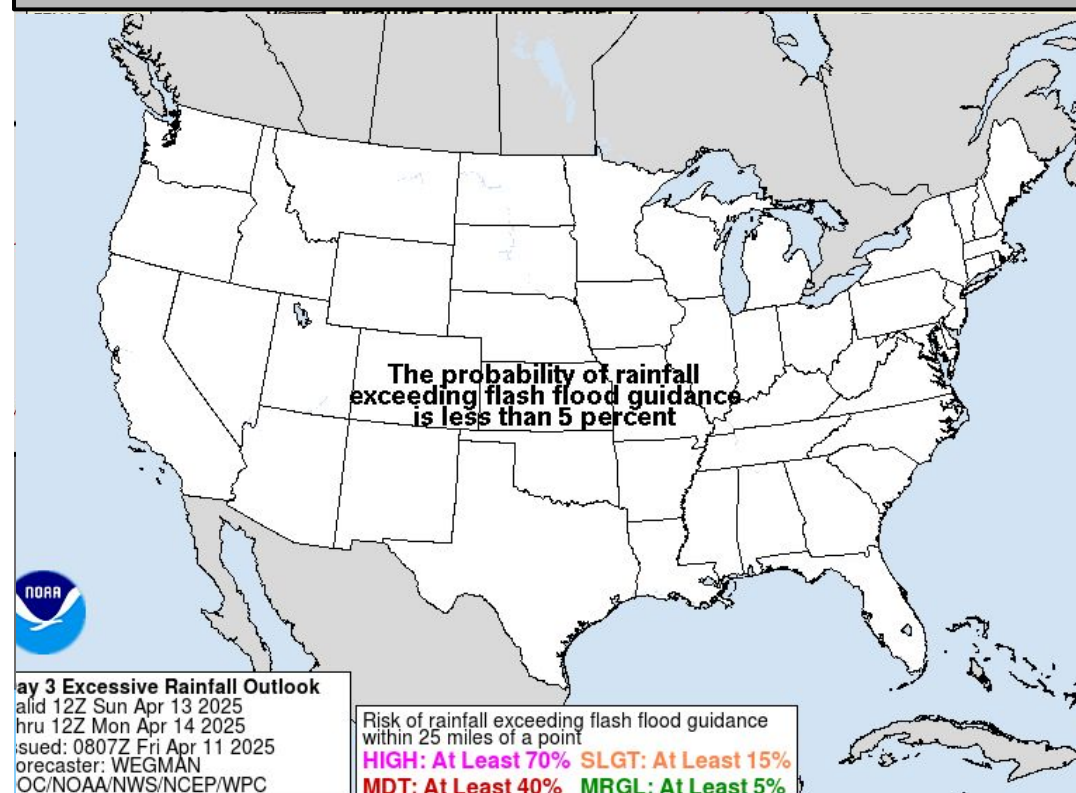 Weather Prediction Center
The probability of rainfall
exceeding flash flood guidance
is less than 5 percent
NOAA
ay 3 Excessive Rainfall Outlook
alid 12Z Sun Apr 13 2025
hru 12Z Mon Apr 14 2025
ssued: 0807Z Fri Apr 11 2025
orecaster: WEGMAN
OC/NOAA/NWS/NCEP/WPC
Risk of rainfall exceeding flash flood guidance
within 25 miles of a point
HIGH: At Least 70% SLGT: At Least 15%
MDT: At Least 40% MRGL: At Least 5%